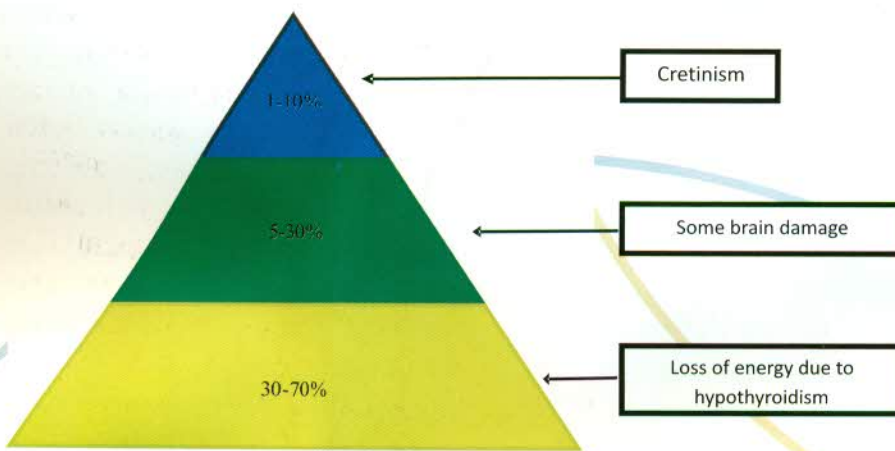 1-10%
Cretinism
5-30%
Some brain damage
30-70%
Loss of energy due to
hypothyroidism